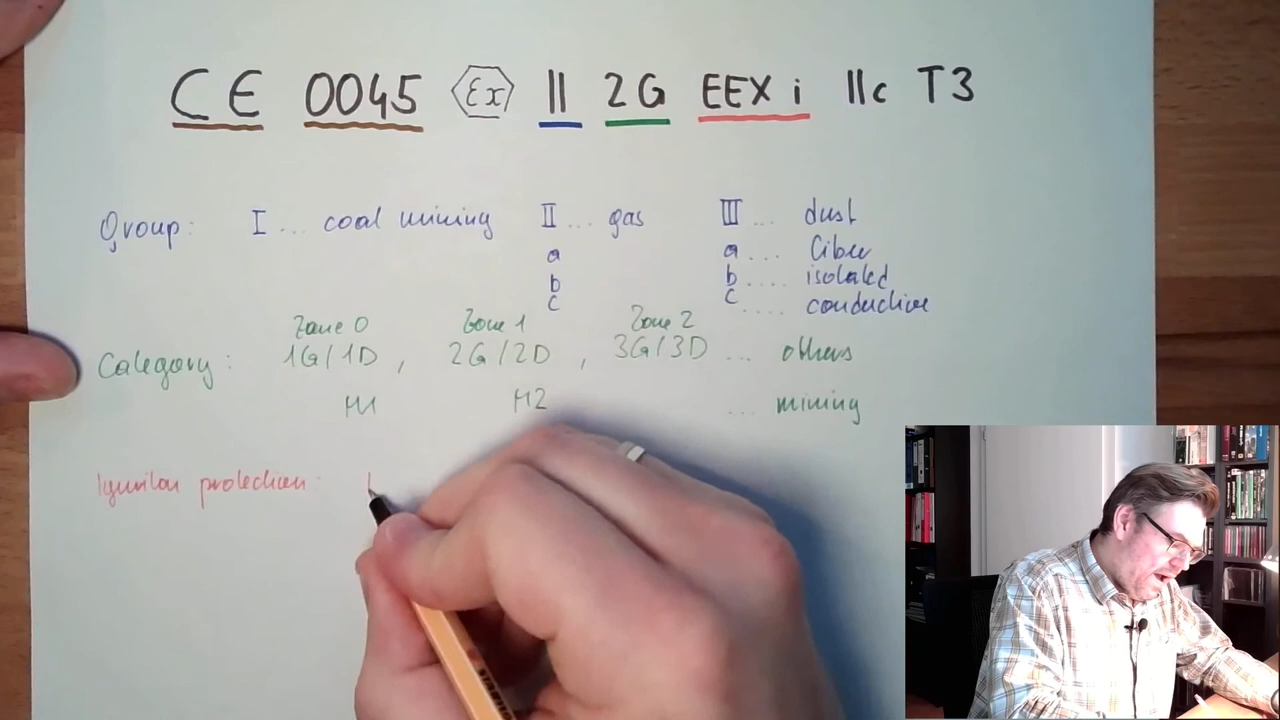 CE 0045 Ex II 2G EEX i IIc T3
Group: I ... coal mining II ... gas III ... dust
a a ... fibre
b b .... isolated
c c .... conductive
Zone 0 Zone 1 Zone 2
Category: 1G/1D , 2G/2D , 3G/3D ... others
M1 M2 ... mining
Ignition protection: